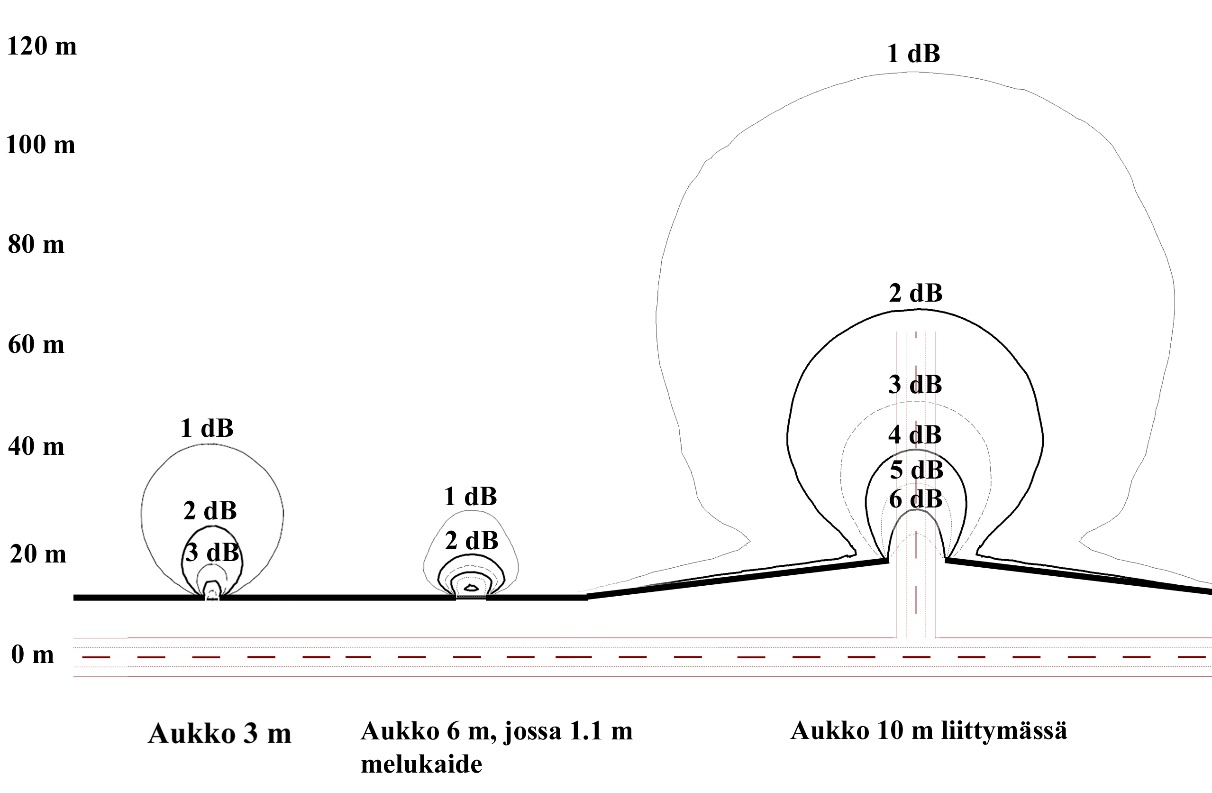 120 m
100 m
80 m
60 m
40 m
20 m
0 m
1 dB
2 dB
3 dB
1 dB
2 dB
1 dB
2 dB
3 dB
4 dB
5 dB
6 dB
Aukko 3 m
Aukko 6 m, jossa 1.1 m
melukaide
Aukko 10 m liittymässä